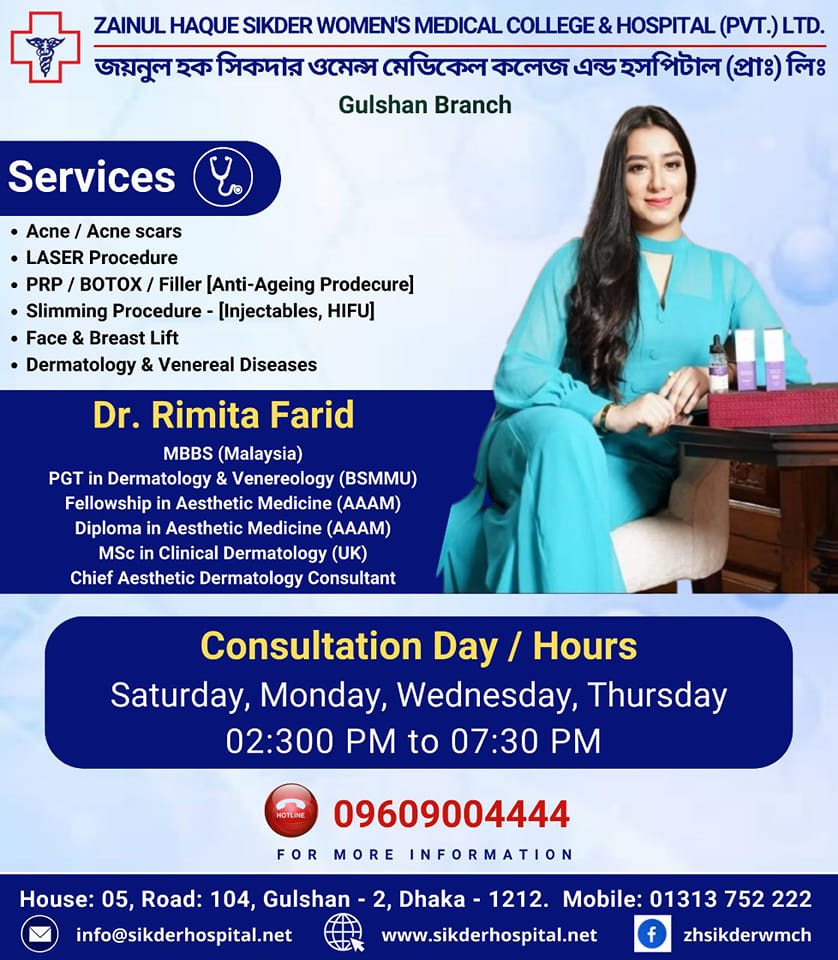 ZAINUL HAQUE SIKDER WOMEN'S MEDICAL COLLEGE & HOSPITAL (PVT.) LTD.
জয়নুল হক সিকদার ওমেন্স মেডিকেল কলেজ এন্ড হসপিটাল (প্রাঃ) লিঃ
Gulshan Branch
Services
• Acne / Acne scars
• LASER Procedure
• PRP / BOTOX / Filler [Anti-Ageing Prodecure]
• Slimming Procedure - [Injectables, HIFU]
• Face & Breast Lift
• Dermatology & Venereal Diseases
Dr. Rimita Farid
MBBS (Malaysia)
PGT in Dermatology & Venereology (BSMMU)
Fellowship in Aesthetic Medicine (AAAM)
Diploma in Aesthetic Medicine (AAAM)
MSc in Clinical Dermatology (UK)
Chief Aesthetic Dermatology Consultant
Consultation Day / Hours
Saturday, Monday, Wednesday, Thursday
02:300 PM to 07:30 PM
HOTLINE 09609004444
FOR MORE INFORMATION
House: 05, Road: 104, Gulshan - 2, Dhaka - 1212. Mobile: 01313 752 222
info@sikderhospital.net www.sikderhospital.net zhsikderwmch